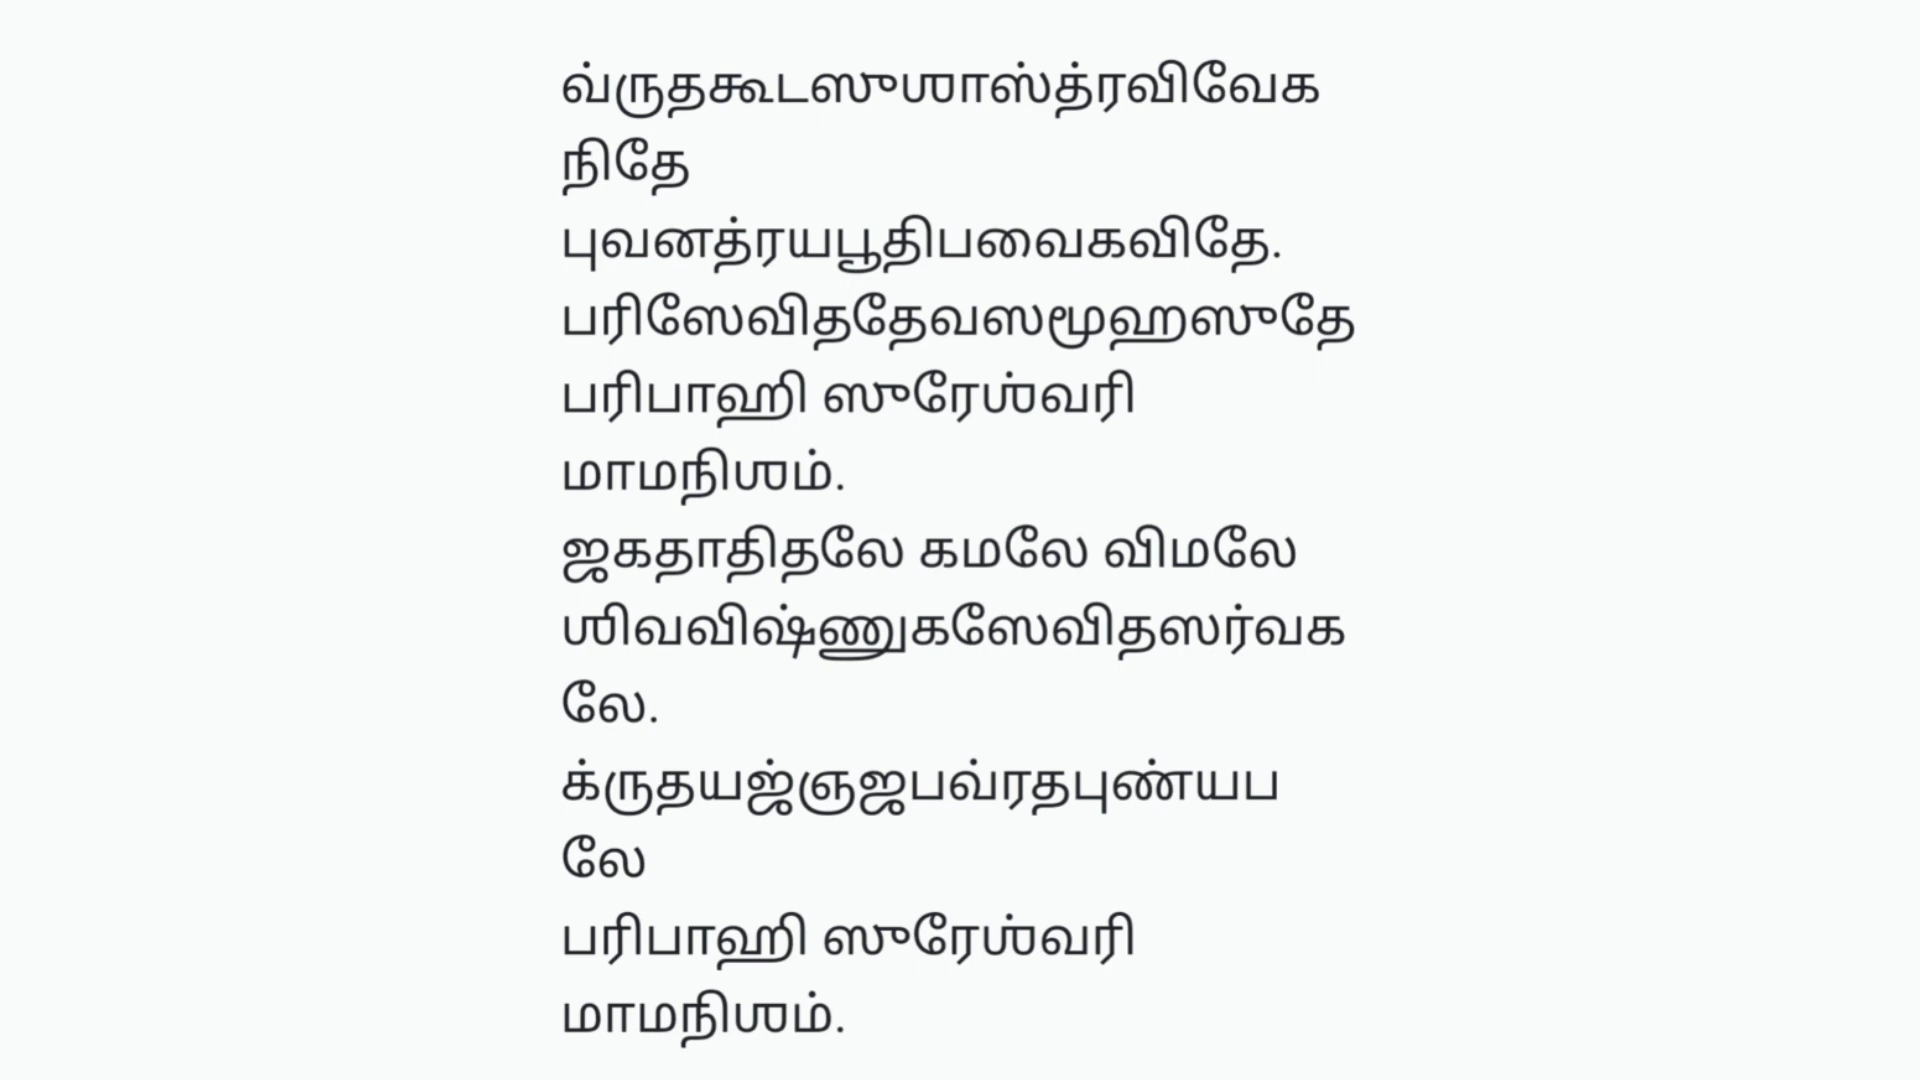 வ்ருதகூடஸுஶாஸ்த்ரவிவேக
நிதே
புவனத்ரயபூதிபவைகவிதே.
பரிஸேவிததேவஸமூஹஸுதே
பரிபாஹி ஸுரேஶ்வரி
மாமநிஶம்.
ஜகதாதிதலே கமலே விமலே
ஶிவவிஷ்ணுகஸேவிதஸர்வக
லே.
க்ருதயஜ்ஞஜபவ்ரதபுண்யப
லே
பரிபாஹி ஸுரேஶ்வரி
மாமநிஶம்.